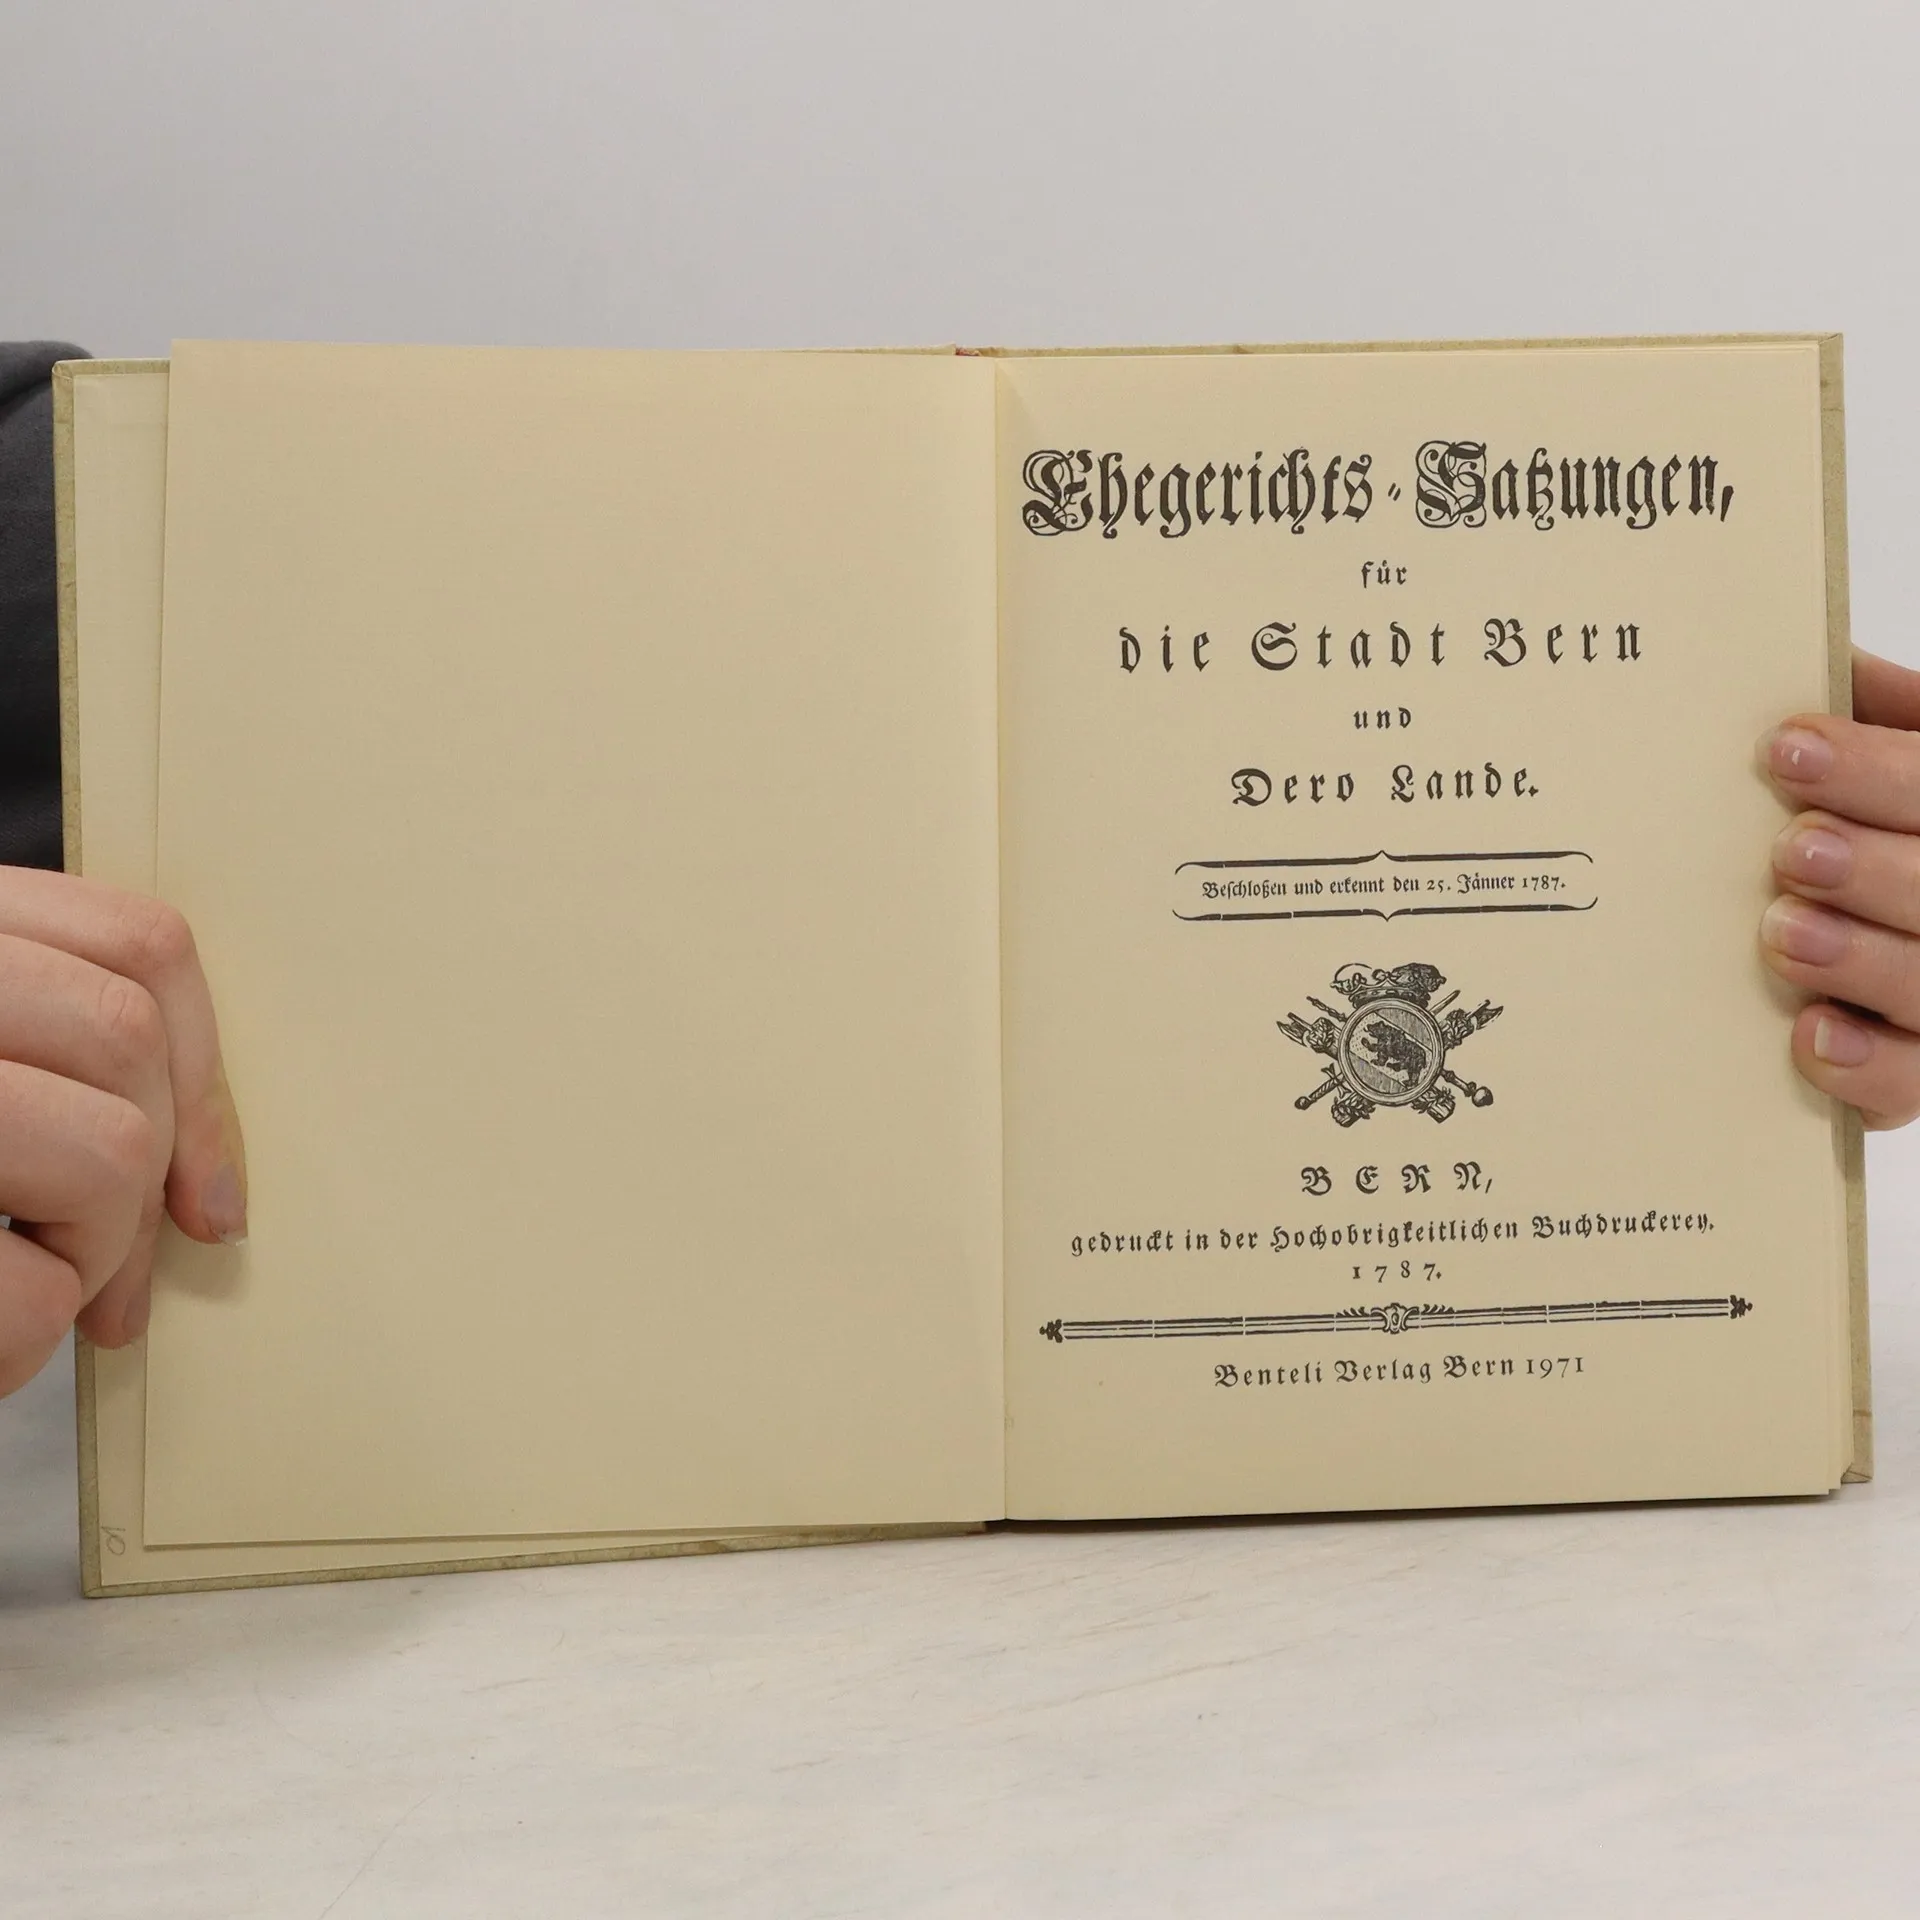 Ehegerichts-Satzungen,
für
die Stadt Bern
und
Dero Lande.
Beschloßen und erkennt den 25. Jänner 1787.
BERN,
gedruckt in der Hochobrigkeitlichen Buchdruckerey.
1787.
Benteli Verlag Bern 1971